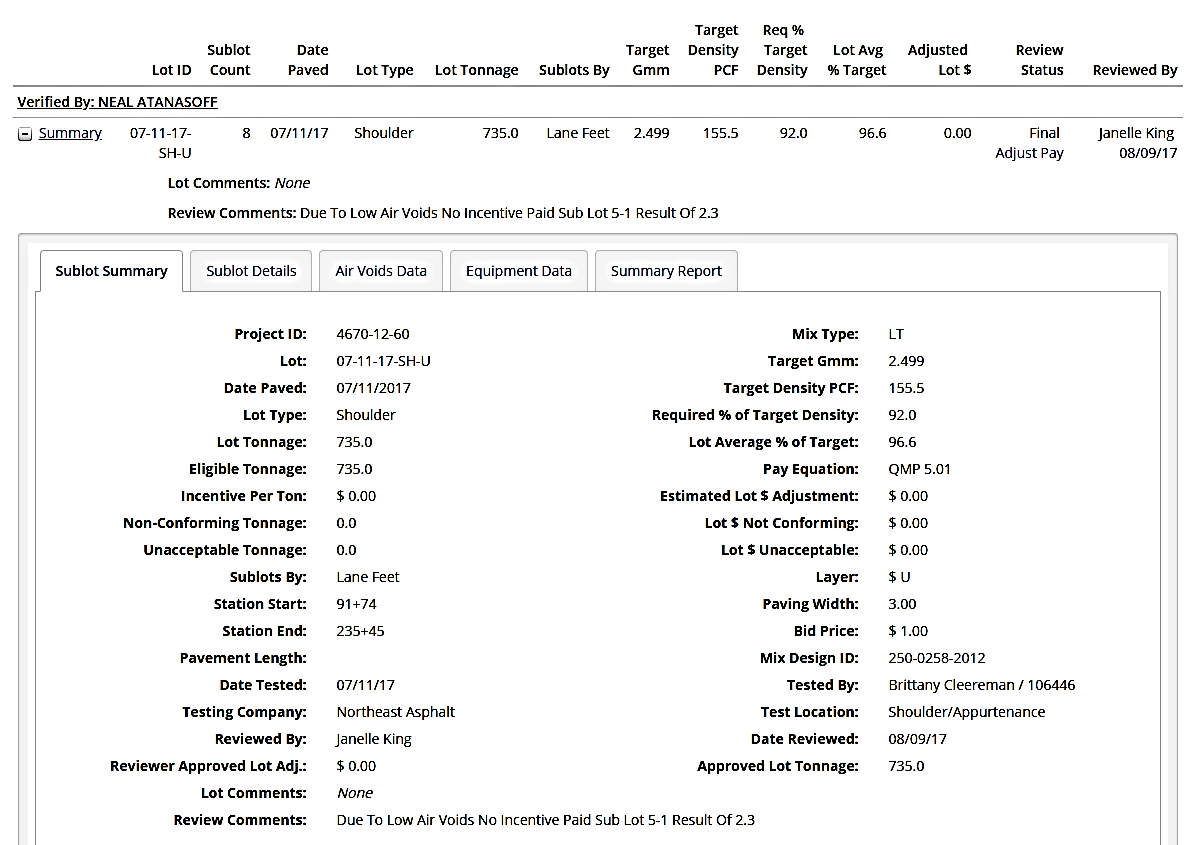 Target Req %
Sublot Date Target Density Target Lot Avg Adjusted Review
Lot ID Count Paved Lot Type Lot Tonnage Sublots By Gmm PCF Density % Target Lot $ Status Reviewed By
Verified By: NEAL ATANASOFF
Summary 07-11-17- 8 07/11/17 Shoulder 735.0 Lane Feet 2.499 155.5 92.0 96.6 0.00 Final Janelle King
SH-U Adjust Pay 08/09/17
Lot Comments: None
Review Comments: Due To Low Air Voids No Incentive Paid Sub Lot 5-1 Result Of 2.3
Sublot Summary Sublot Details Air Voids Data Equipment Data Summary Report
Project ID: 4670-12-60 Mix Type: LT
Lot: 07-11-17-SH-U Target Gmm: 2.499
Date Paved: 07/11/2017 Target Density PCF: 155.5
Lot Type: Shoulder Required % of Target Density: 92.0
Lot Tonnage: 735.0 Lot Average % of Target: 96.6
Eligible Tonnage: 735.0 Pay Equation: QMP 5.01
Incentive Per Ton: $ 0.00 Estimated Lot $ Adjustment: $ 0.00
Non-Conforming Tonnage: 0.0 Lot $ Not Conforming: $ 0.00
Unacceptable Tonnage: 0.0 Lot $ Unacceptable: $ 0.00
Sublots By: Lane Feet Layer: $ U
Station Start: 91+74 Paving Width: 3.00
Station End: 235+45 Bid Price: $ 1.00
Pavement Length: Mix Design ID: 250-0258-2012
Date Tested: 07/11/17 Tested By: Brittany Cleereman / 106446
Testing Company: Northeast Asphalt Test Location: Shoulder/Appurtenance
Reviewed By: Janelle King Date Reviewed: 08/09/17
Reviewer Approved Lot Adj.: $ 0.00 Approved Lot Tonnage: 735.0
Lot Comments: None
Review Comments: Due To Low Air Voids No Incentive Paid Sub Lot 5-1 Result Of 2.3